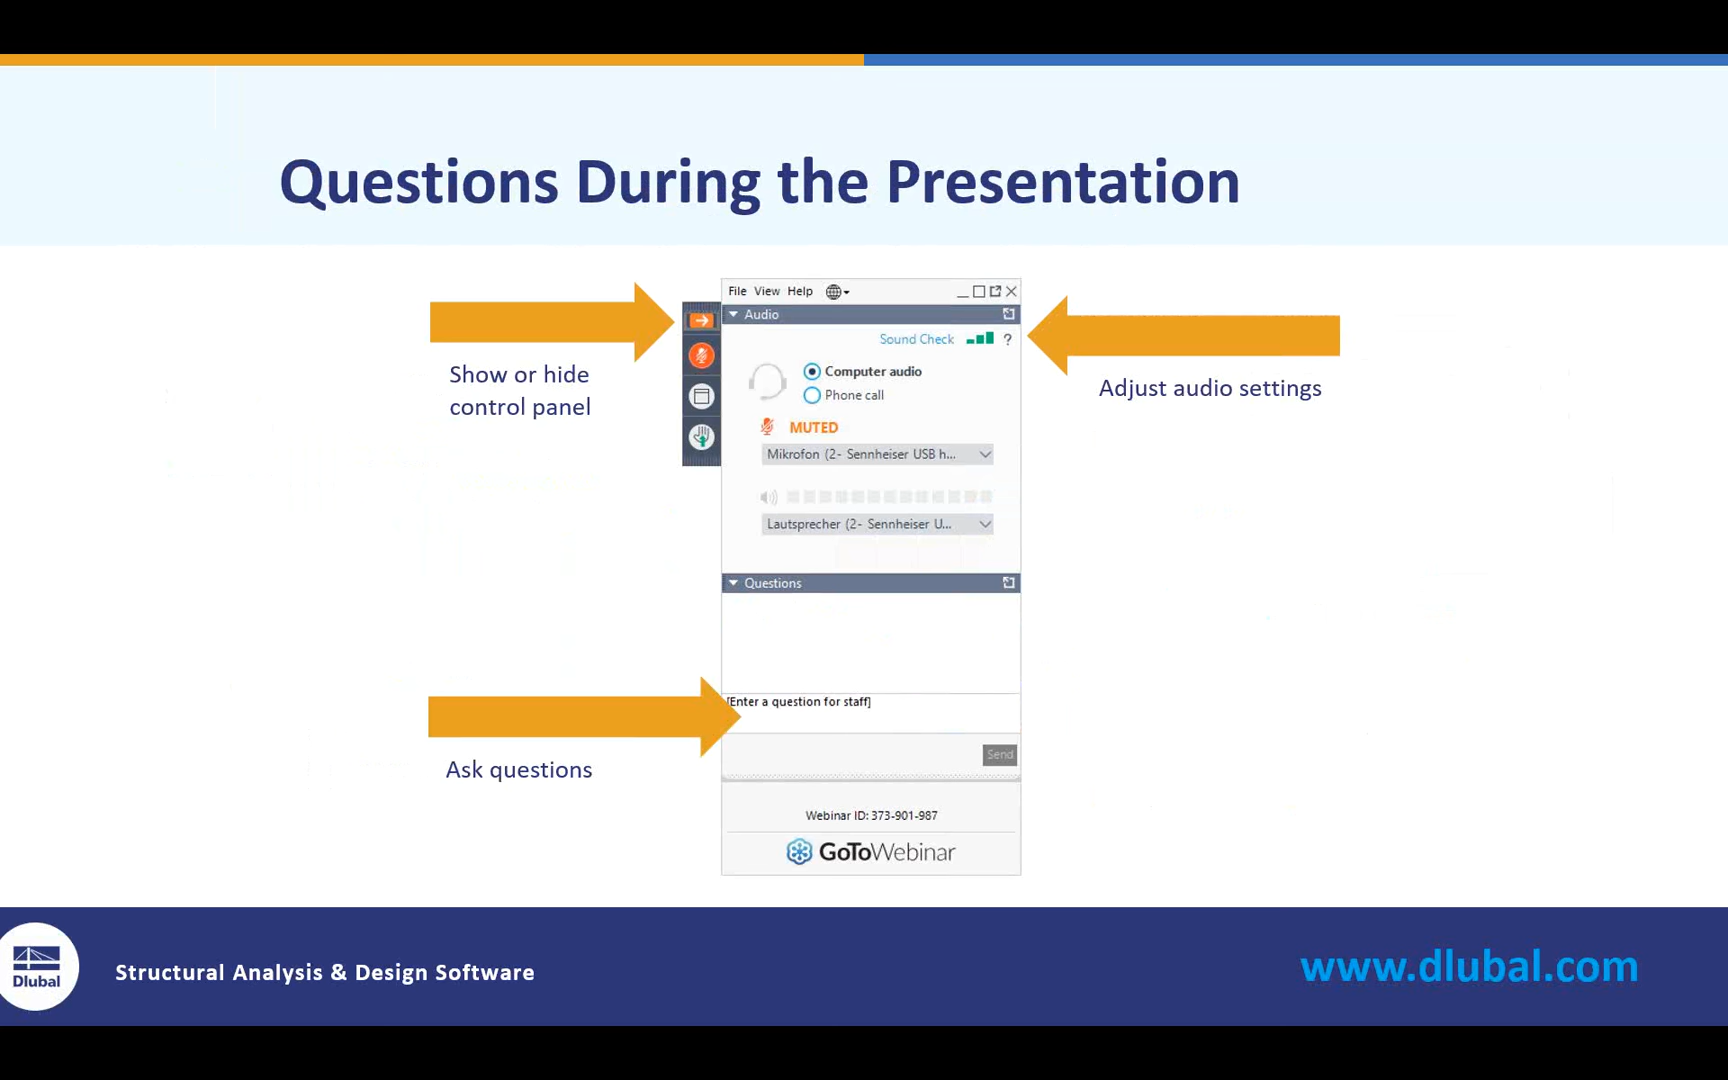 Questions During the Presentation
File View Help
Audio
Sound Check ?
Show or hide
control panel
Computer audio
Phone call
Adjust audio settings
MUTED
Mikrofon (2- Sennheiser USB h...
Lautsprecher (2- Sennheiser U...
Questions
[Enter a question for staff]
Ask questions
Send
Webinar ID: 373-901-987
GoToWebinar
Dlubal
Structural Analysis & Design Software
www.dlubal.com